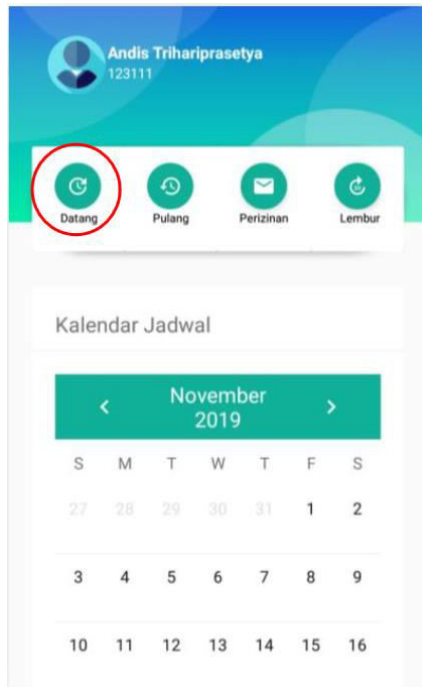 Andis Trihariprasetya
123111
Datang Pulang Perizinan Lembur
Kalendar Jadwal
November
2019
S M T W T F S
27 28 29 30 31 1 2
3 4 5 6 7 8 9
10 11 12 13 14 15 16